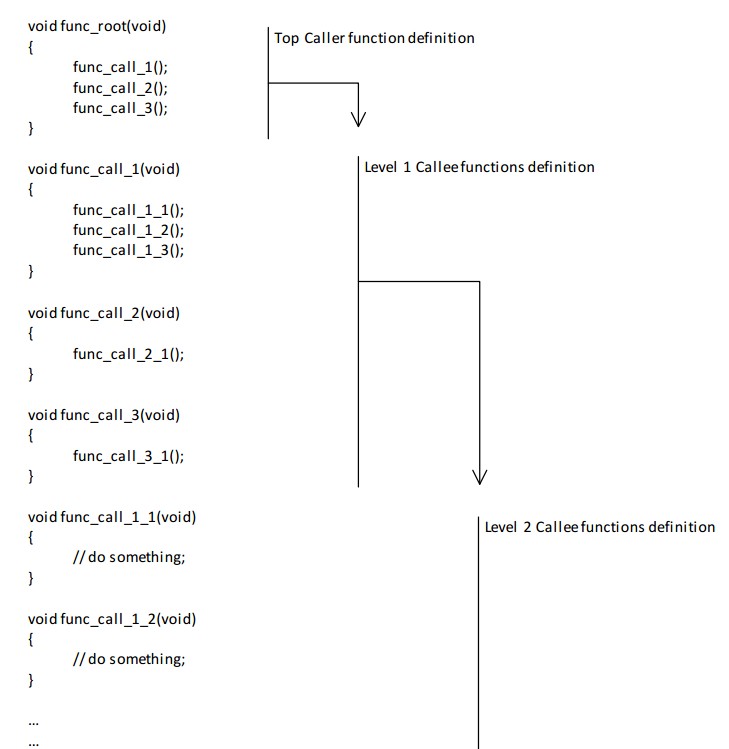 void func_root(void)
Top Caller function definition
{
func_call_1();
func_call_2();
func_call_3();
}
void func_call_1(void)
Level 1 Callee functions definition
{
func_call_1_1();
func_call_1_2();
func_call_1_3();
}
void func_call_2(void)
{
func_call_2_1();
}
void func_call_3(void)
{
func_call_3_1();
}
void func_call_1_1(void)
Level 2 Callee functions definition
{
// do something;
}
void func_call_1_2(void)
{
// do something;
}
...
...